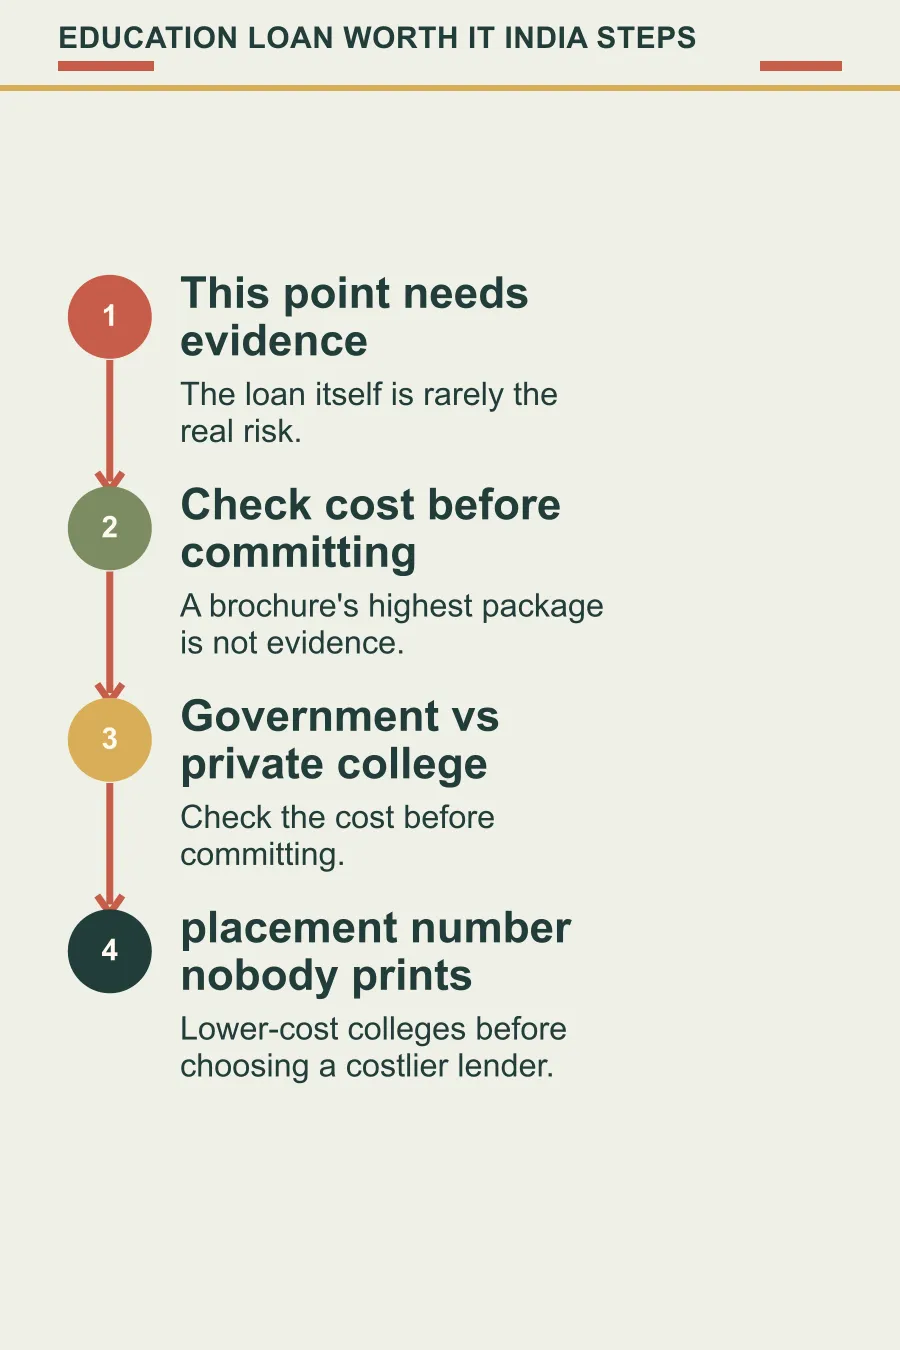 EDUCATION LOAN WORTH IT INDIA STEPS
1
This point needs
evidence
The loan itself is rarely the
real risk.
2
Check cost before
committing
A brochure's highest package
is not evidence.
3
Government vs
private college
Check the cost before
committing.
4
placement number
nobody prints
Lower-cost colleges before
choosing a costlier lender.